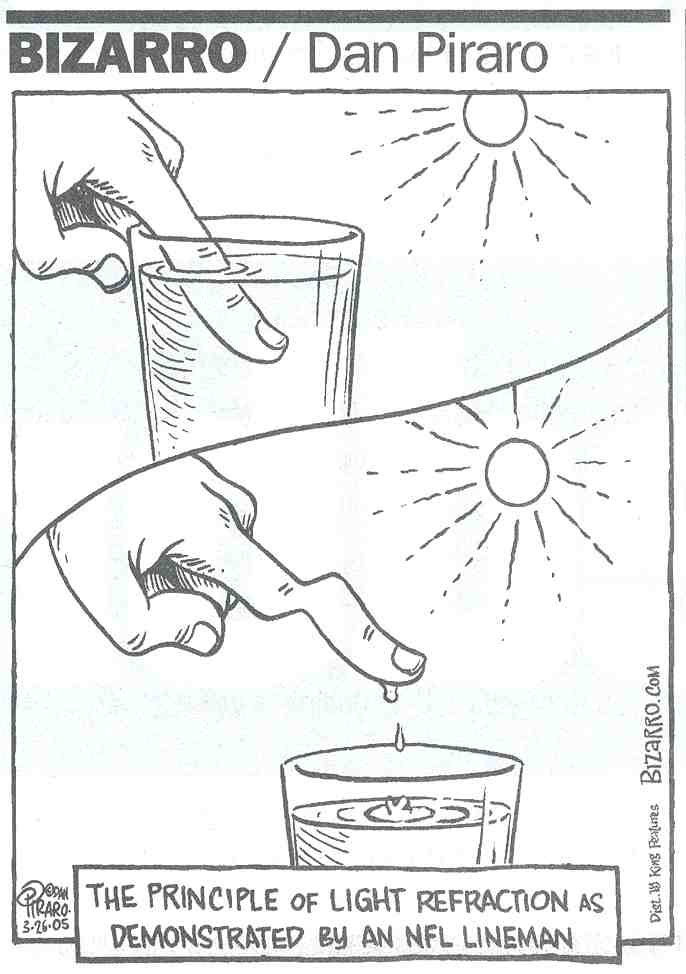 BIZARRO / Dan Piraro
BIZARRO.COM
Dist. by King Features
©DAN
PIRARO.
3-26-05
THE PRINCIPLE OF LIGHT REFRACTION AS
DEMONSTRATED BY AN NFL LINEMAN